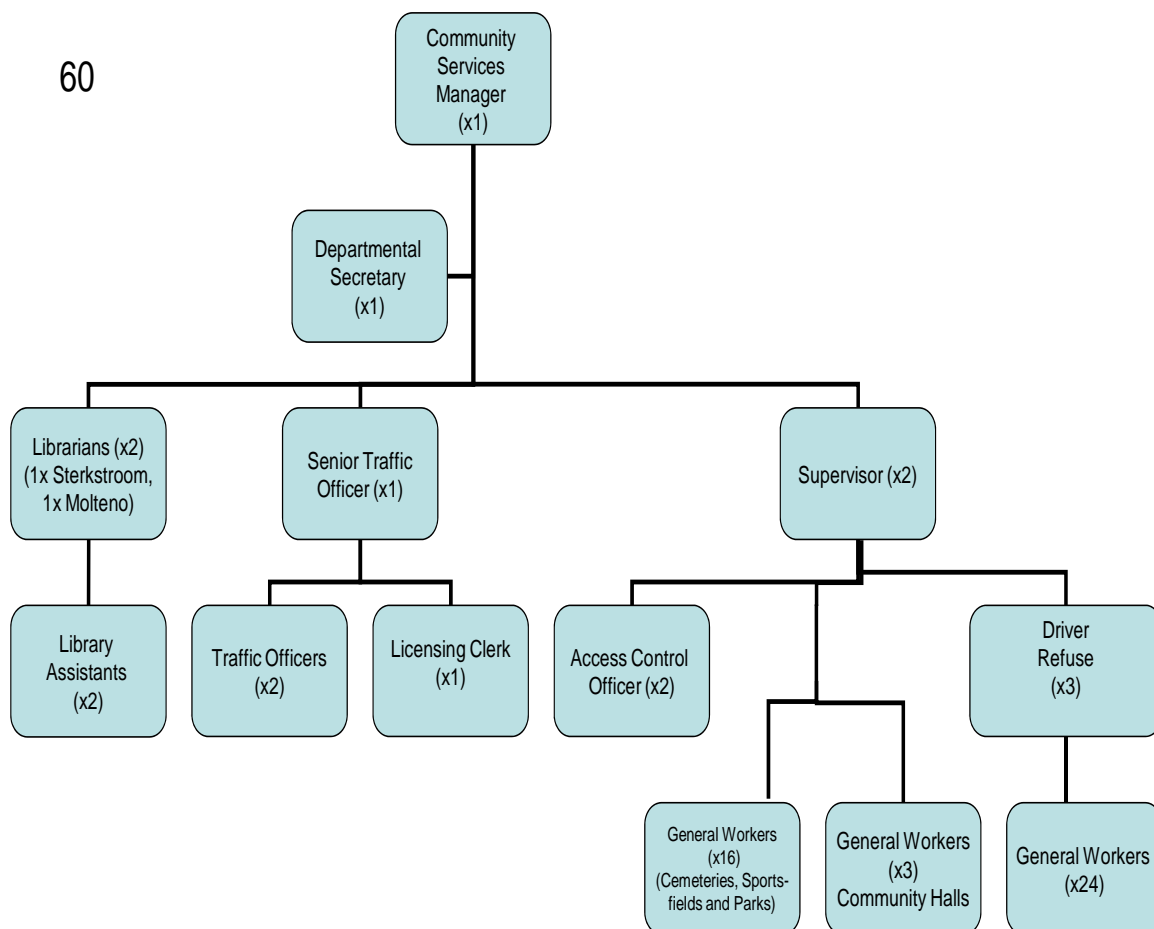 60
Community
Services
Manager
(x1)
Departmental
Secretary
(x1)
Librarians (x2)
(1x Sterkstroom,
1x Molteno)
Senior Traffic
Officer (x1)
Supervisor (x2)
Library
Assistants
(x2)
Traffic Officers
(x2)
Licensing Clerk
(x1)
Access Control
Officer (x2)
Driver
Refuse
(x3)
General Workers
(x16)
(Cemeteries, Sports-
fields and Parks)
General Workers
(x3)
Community Halls
General Workers
(x24)